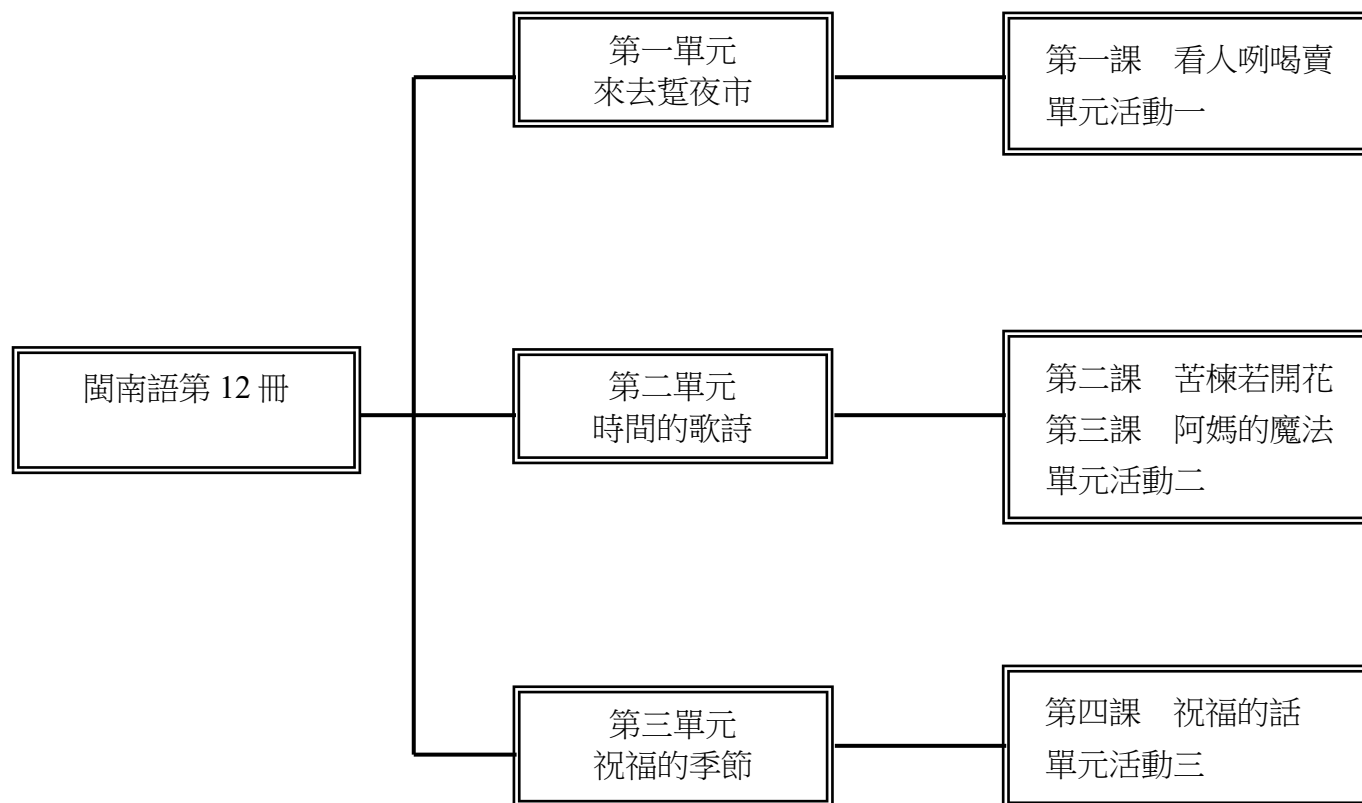 閩南語第 12 冊
第一單元
來去踅夜市
第一課　看人咧喝賣
單元活動一
第二單元
時間的歌詩
第二課　苦楝若開花
第三課　阿媽的魔法
單元活動二
第三單元
祝福的季節
第四課　祝福的話
單元活動三